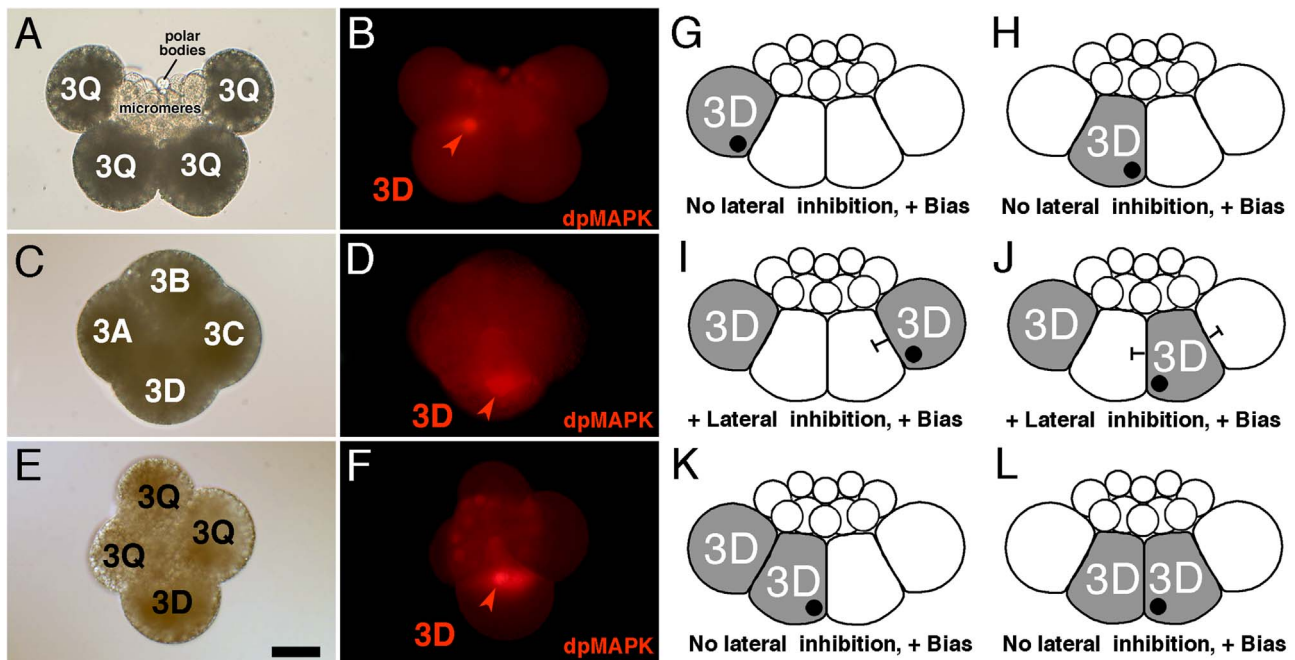 A
polar
bodies
3Q
3Q
micromeres
3Q
3Q
B
3D
dpMAPK
C
3B
3A
3C
3D
D
3D
dpMAPK
E
3Q
3Q
3Q
3D
F
3D
dpMAPK
G
3D
No lateral inhibition, + Bias
H
3D
No lateral inhibition, + Bias
I
3D
3D
+ Lateral inhibition, + Bias
J
3D
3D
+ Lateral inhibition, + Bias
K
3D
3D
No lateral inhibition, + Bias
L
3D
3D
No lateral inhibition, + Bias